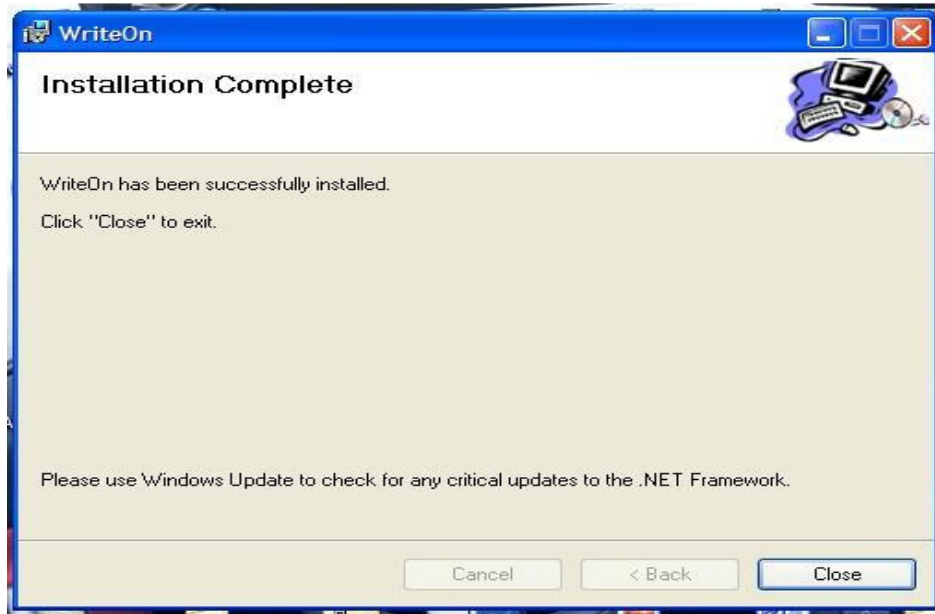 WriteOn
Installation Complete
WriteOn has been successfully installed.
Click "Close" to exit.
Please use Windows Update to check for any critical updates to the .NET Framework.
Cancel
< Back
Close